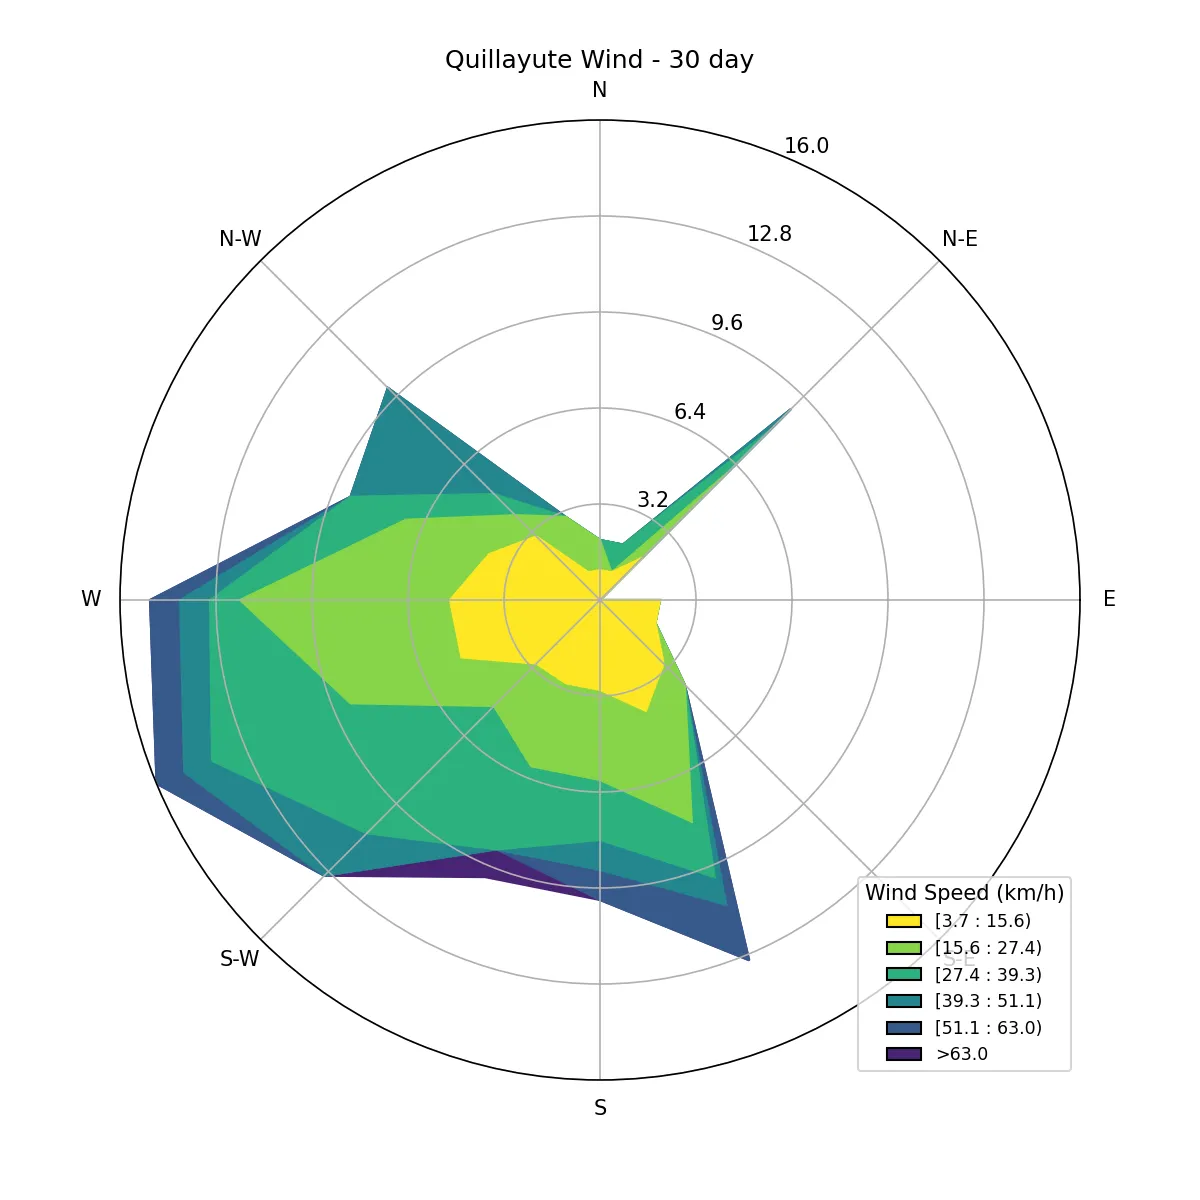 Quillayute Wind - 30 day
N
16.0
12.8
N-W
N-E
9.6
6.4
3.2
W
E
Wind Speed (km/h)
[3.7 : 15.6)
[15.6 : 27.4)
S-W
S-E
[27.4 : 39.3)
[39.3 : 51.1)
[51.1 : 63.0)
>63.0
S